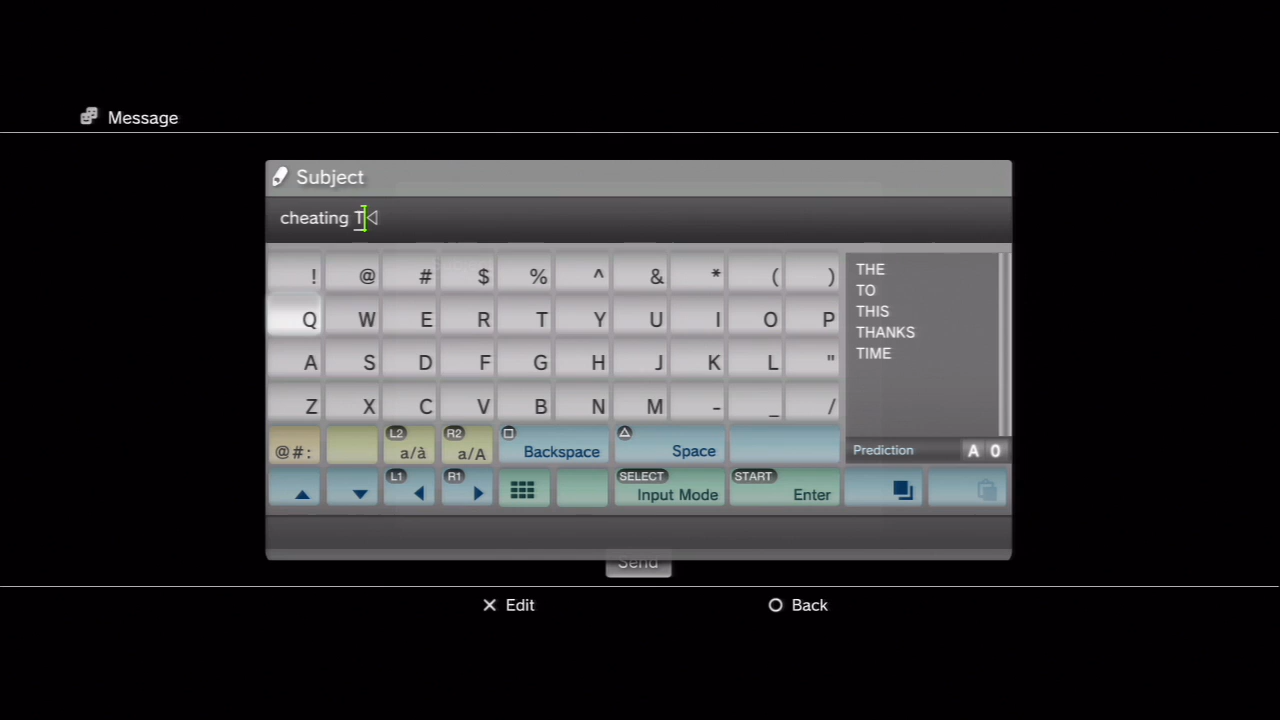 Message
Subject
cheating T
! @ # $ % ^ & * ( )
Q W E R T Y U I O P
A S D F G H J K L "
Z X C V B N M - _ /
THE
TO
THIS
THANKS
TIME
@#: L2 a/à R2 a/A Backspace Space
Prediction A 0
L1 R1 SELECT Input Mode START Enter
Send
Edit Back